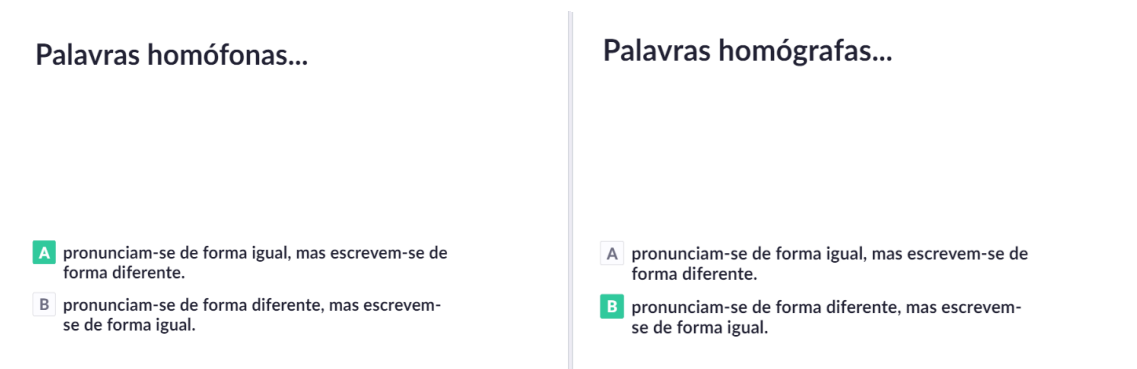 Palavras homófonas...
A pronunciam-se de forma igual, mas escrevem-se de
forma diferente.
B pronunciam-se de forma diferente, mas escrevem-
se de forma igual.
Palavras homógrafas...
A pronunciam-se de forma igual, mas escrevem-se de
forma diferente.
B pronunciam-se de forma diferente, mas escrevem-
se de forma igual.